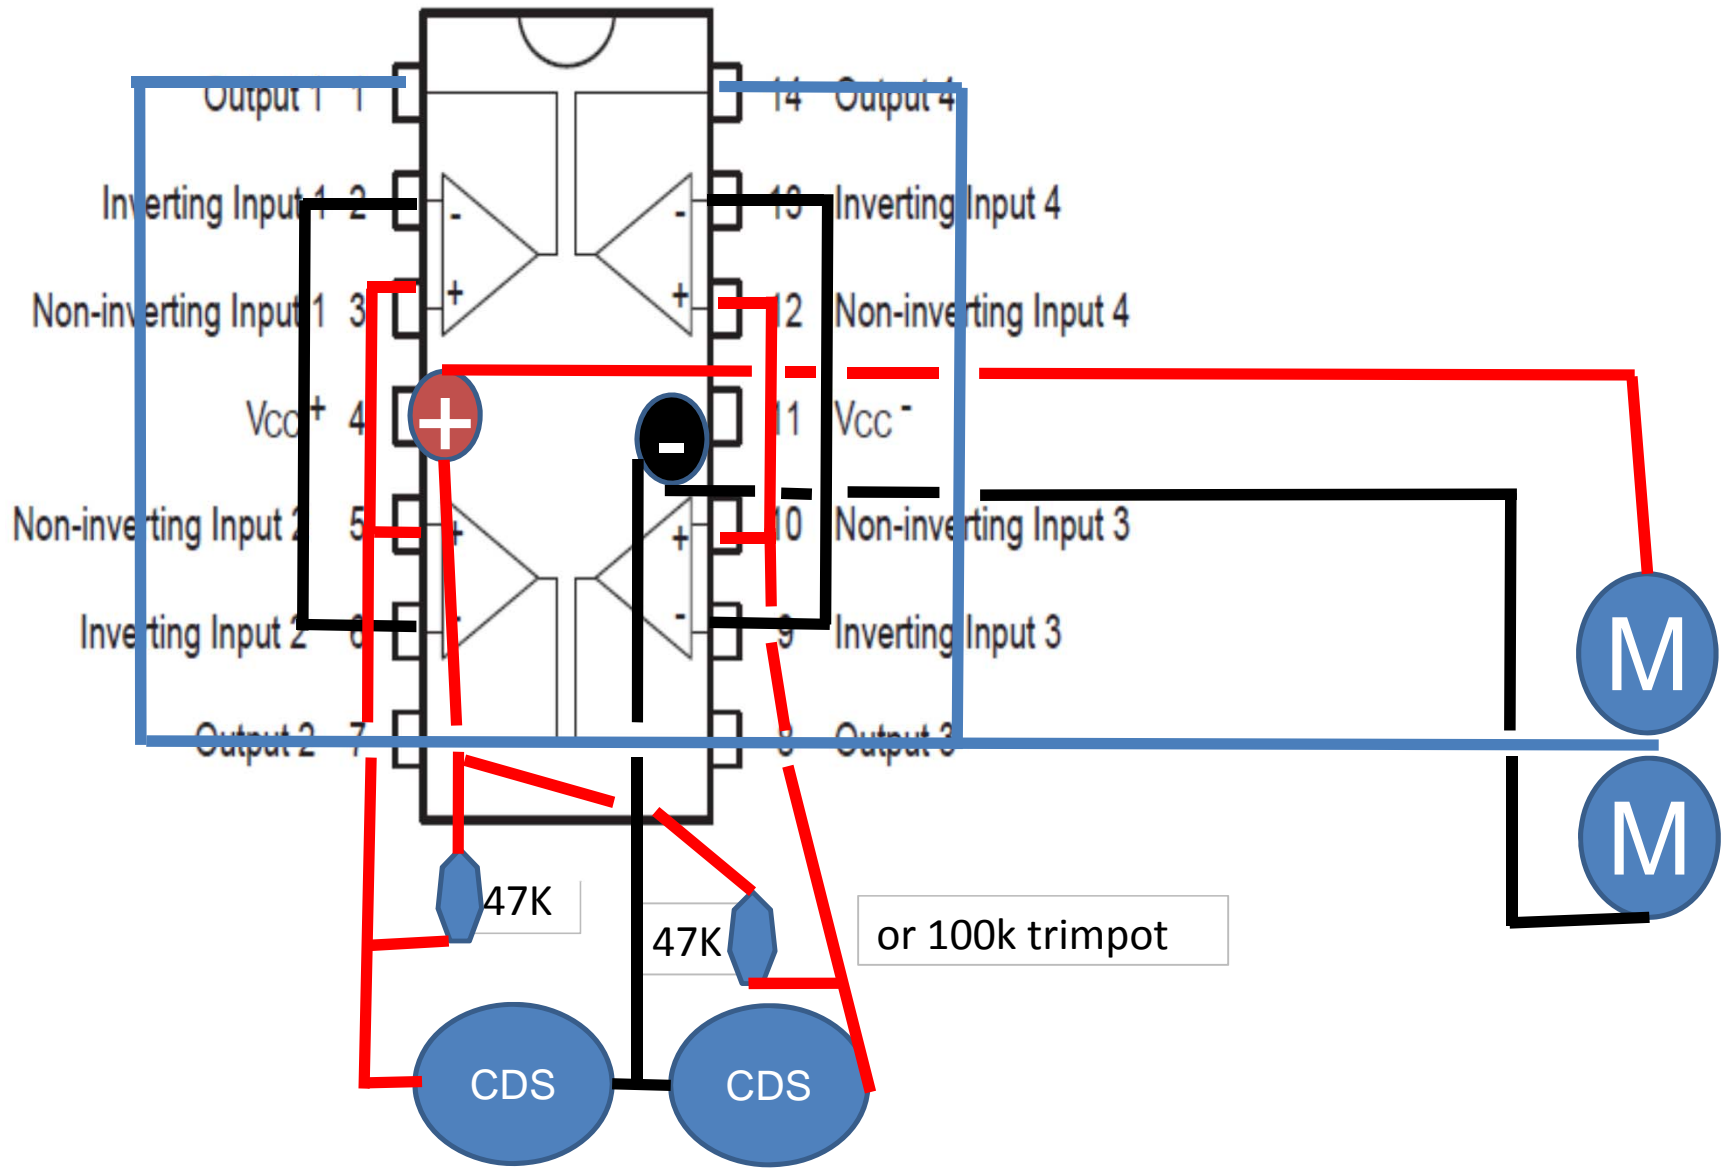 Output 1 1
14 Output 4
Inverting Input 1 2
13 Inverting Input 4
-
-
Non-inverting Input 1 3
12 Non-inverting Input 4
+
+
VCC+ 4
11 VCC-
+
-
Non-inverting Input 2 5
10 Non-inverting Input 3
+
+
Inverting Input 2 6
9 Inverting Input 3
-
-
Output 2 7
8 Output 3
M
M
47K
47K
or 100k trimpot
CDS
CDS